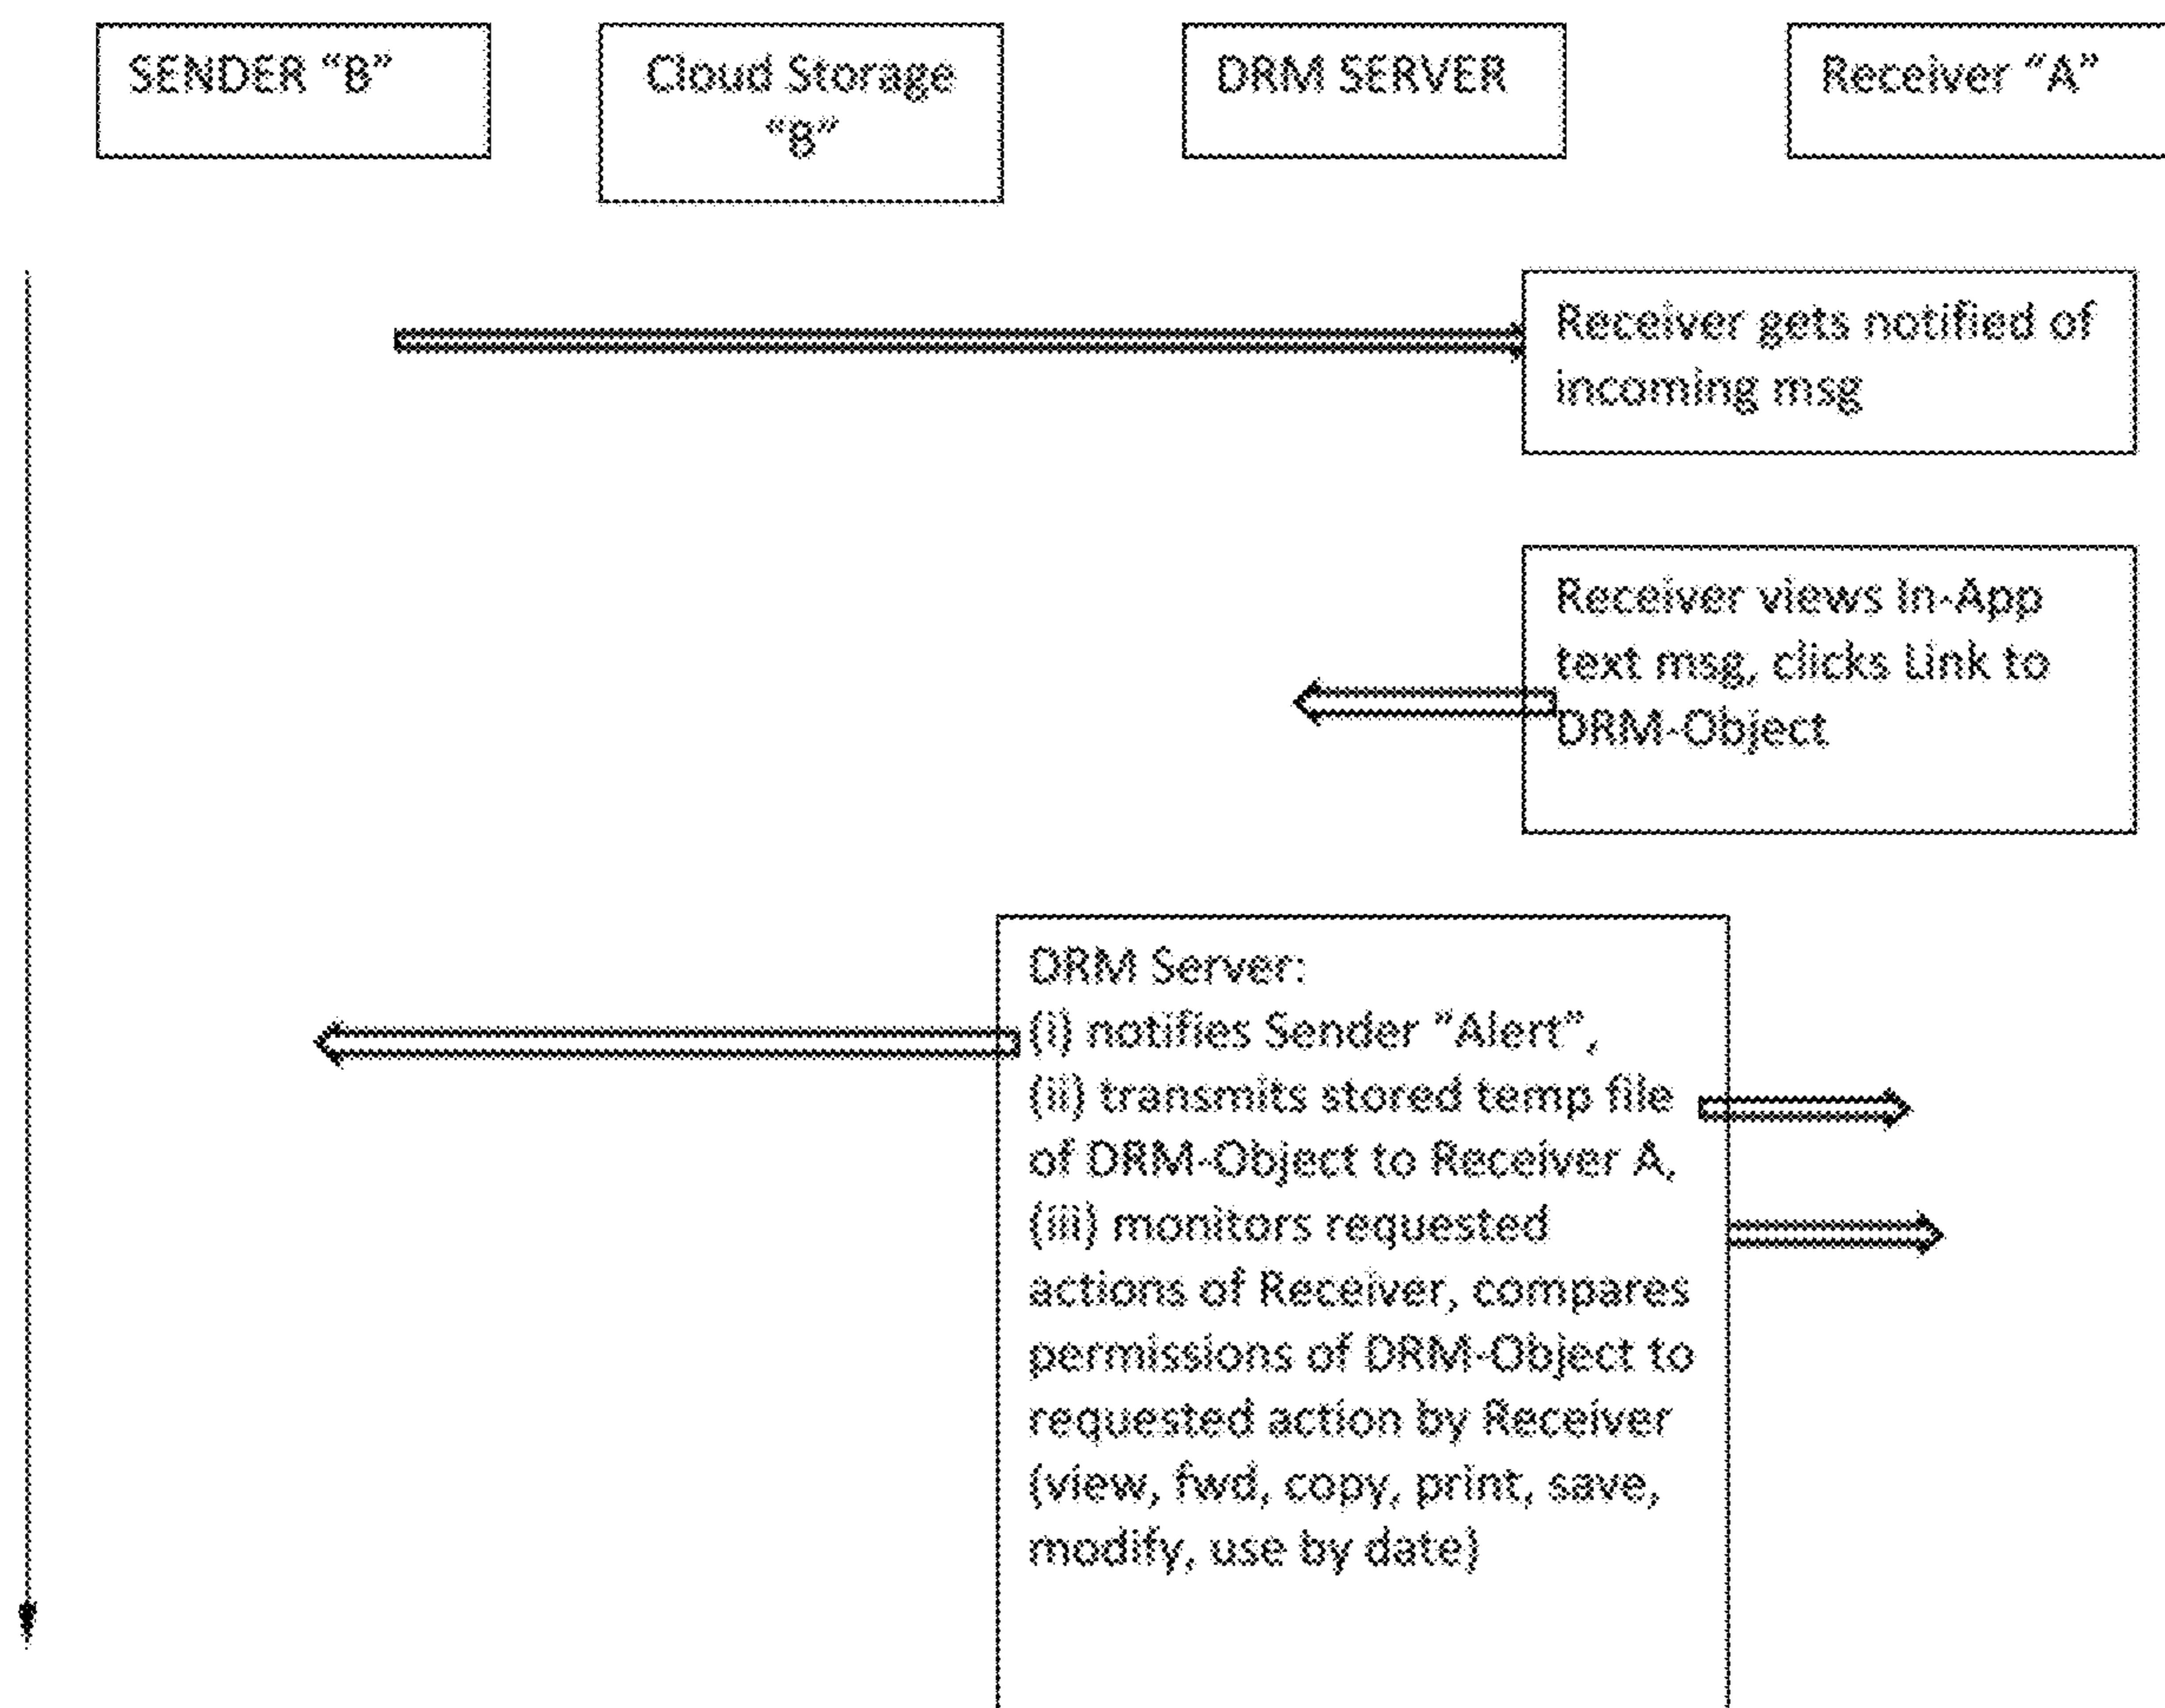 SENDER “B”
Cloud Storage
“B”
DRM SERVER
Receiver “A”
Receiver gets notified of
incoming msg
Receiver views In-App
text msg, clicks Link to
DRM-Object
DRM Server:
(i) notifies Sender “Alert”,
(ii) transmits stored temp file
of DRM-Object to Receiver A,
(iii) monitors requested
actions of Receiver, compares
permissions of DRM-Object to
requested action by Receiver
(view, fwd, copy, print, save,
modify, use by date)